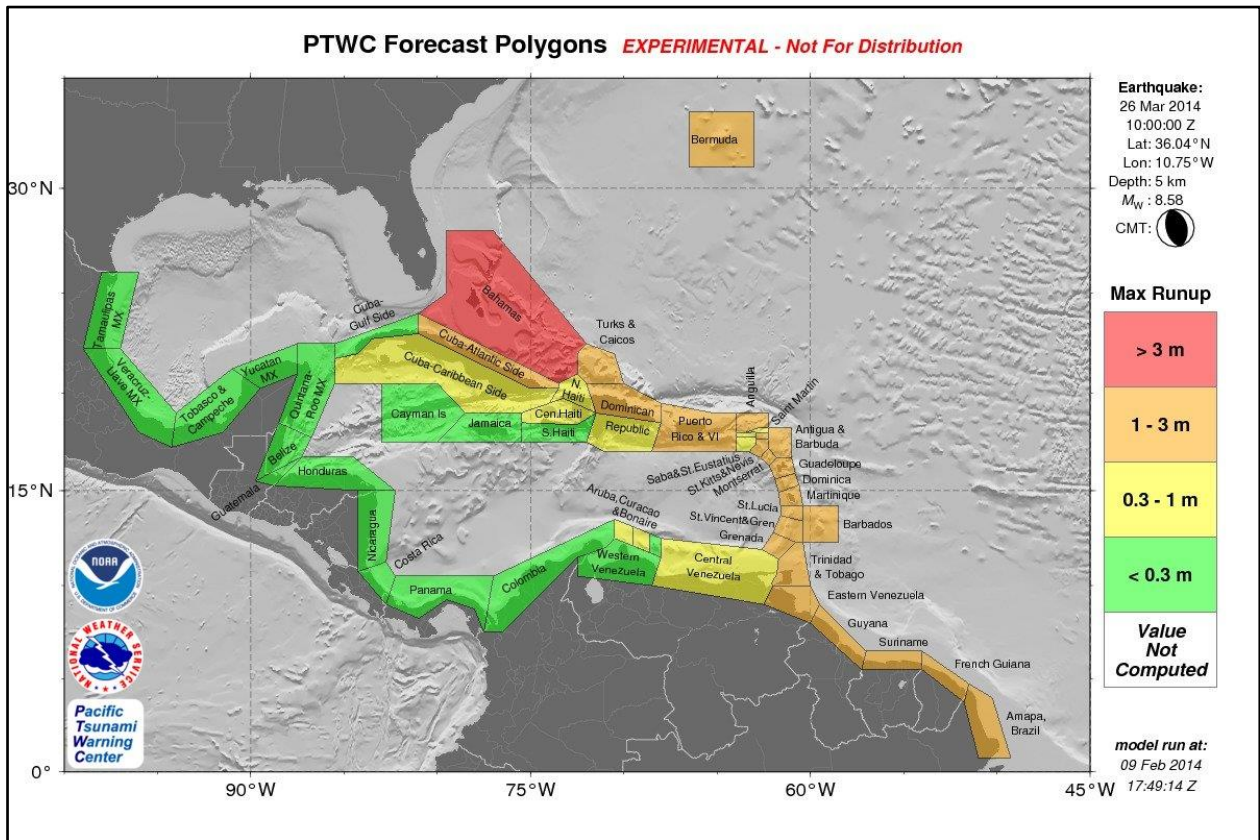 PTWC Forecast Polygons EXPERIMENTAL - Not For Distribution
Earthquake:
26 Mar 2014
10:00:00 Z
Lat: 36.04°N
Lon: 10.75°W
Depth: 5 km
MW : 8.58
CMT:
Max Runup
> 3 m
1 - 3 m
0.3 - 1 m
< 0.3 m
Value
Not
Computed
model run at:
09 Feb 2014
17:49:14 Z
30°N
15°N
0°
90°W
75°W
60°W
45°W
Bermuda
Bahamas
Cuba-
Gulf Side
Tamaulipas
MX
Veracruz-
Llave MX
Tobasco &
Campeche
Yucatan
MX
Quintana-
Roo MX
Belize
Cuba-Atlantic Side
Cuba-Caribbean Side
Turks &
Caicos
N.
Haiti
Cen.Haiti
S.Haiti
Cayman Is
Jamaica
Dominican
Republic
Puerto
Rico & VI
Anguilla
Saint Martin
Antigua &
Barbuda
Saba&St.Eustatius
St.Kitts&Nevis
Montserrat
Guadeloupe
Dominica
Martinique
St.Lucia
St.Vincent&Gren
Barbados
Grenada
Trinidad
& Tobago
Honduras
Guatemala
Nicaragua
Costa Rica
Panama
Colombia
Aruba,Curacao
&Bonaire
Western
Venezuela
Central
Venezuela
Eastern Venezuela
Guyana
Suriname
French Guiana
Amapa,
Brazil
NOAA
NATIONAL WEATHER SERVICE
Pacific
Tsunami
Warning
Center